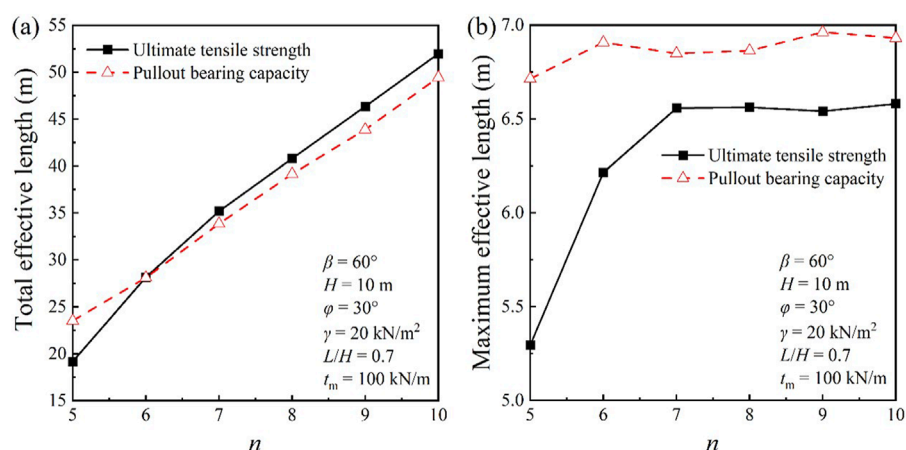 (a)
Total effective length (m)
55
50
45
40
35
30
25
20
15
Ultimate tensile strength
Pullout bearing capacity
β = 60°
H = 10 m
φ = 30°
γ = 20 kN/m²
L/H = 0.7
tₘ = 100 kN/m
5 6 7 8 9 10
n
(b)
Maximum effective length (m)
7.0
6.5
6.0
5.5
5.0
Ultimate tensile strength
Pullout bearing capacity
β = 60°
H = 10 m
φ = 30°
γ = 20 kN/m²
L/H = 0.7
tₘ = 100 kN/m
5 6 7 8 9 10
n